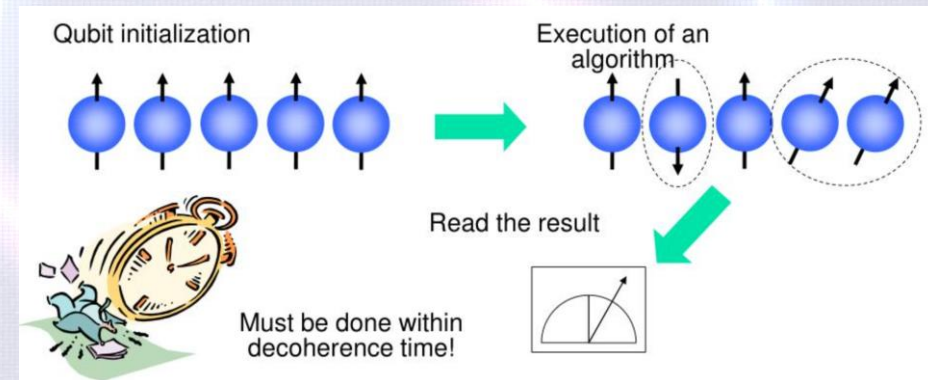 Qubit initialization
Execution of an
algorithm
Read the result
Must be done within
decoherence time!